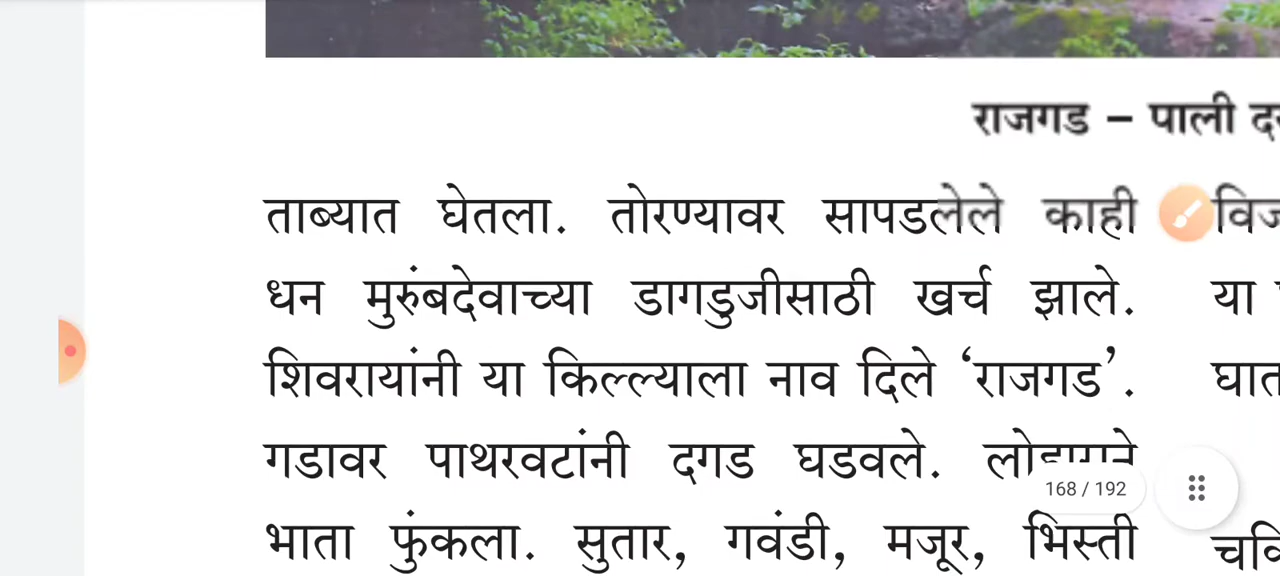 राजगड – पाली
ताब्यात घेतला. तोरण्यावर सापडलेले काही
धन मुरुंबदेवाच्या डागडुजीसाठी खर्च झाले.
शिवरायांनी या किल्ल्याला नाव दिले ‘राजगड’.
गडावर पाथरवटांनी दगड घडवले.
168 / 192
भाता फुंकला. सुतार, गवंडी, मजूर, भिस्ती
या